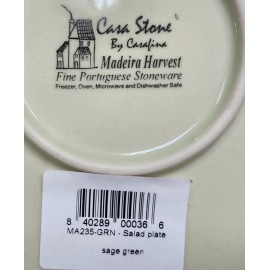 Casa Stone
By Casafina
Madeira Harvest
Fine Portuguese Stoneware
Freezer, Oven, Microwave and Dishwasher Safe
8 40289 00036 6
MA235-GRN - Salad plate
sage green